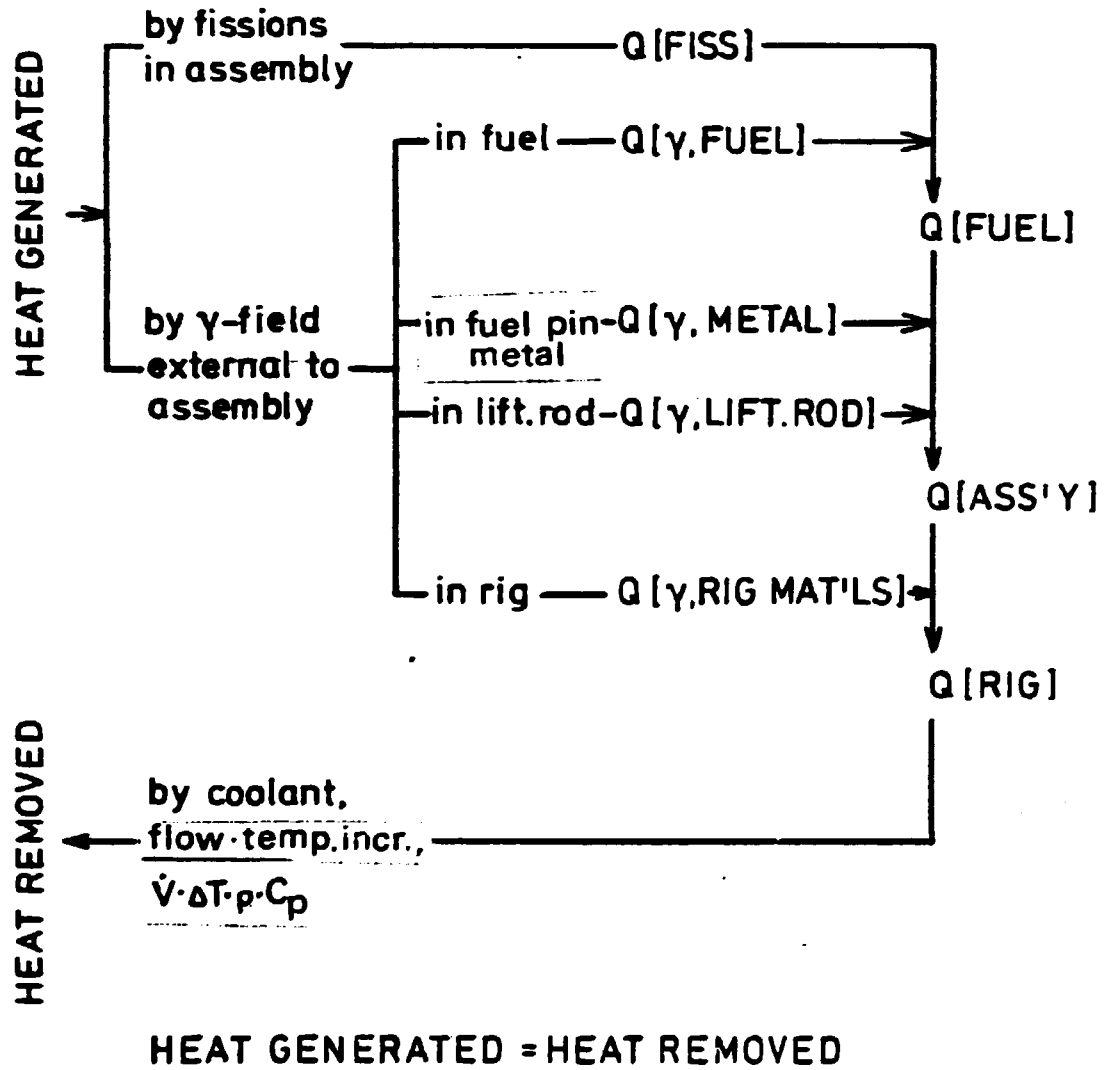 HEAT GENERATED
by fissions
in assembly
Q[FISS]
in fuel
Q[γ,FUEL]
Q[FUEL]
by γ-field
external to
assembly
in fuel pin
metal
Q[γ, METAL]
in lift.rod
Q[γ,LIFT.ROD]
Q[ASS'Y]
in rig
Q[γ,RIG MAT'LS]
Q[RIG]
HEAT REMOVED
by coolant,
flow·temp.incr.,
V̇·ΔT·ρ·Cp
HEAT GENERATED = HEAT REMOVED